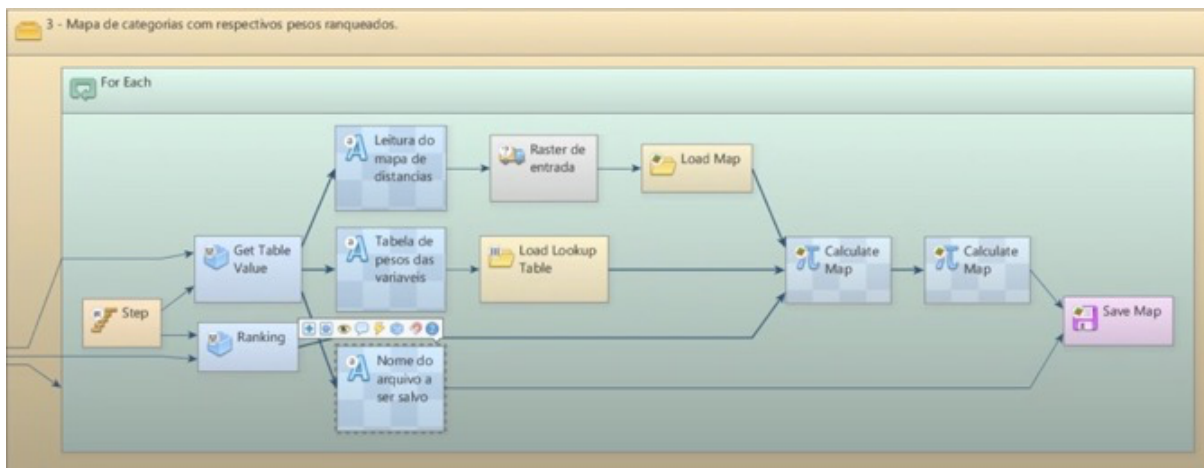 3 - Mapa de categorias com respectivos pesos ranqueados.
For Each
Leitura do
mapa de
distancias
Raster de
entrada
Load Map
Get Table
Value
Tabela de
pesos das
variaveis
Load Lookup
Table
Calculate
Map
Calculate
Map
Step
Ranking
Save Map
Nome do
arquivo a
ser salvo